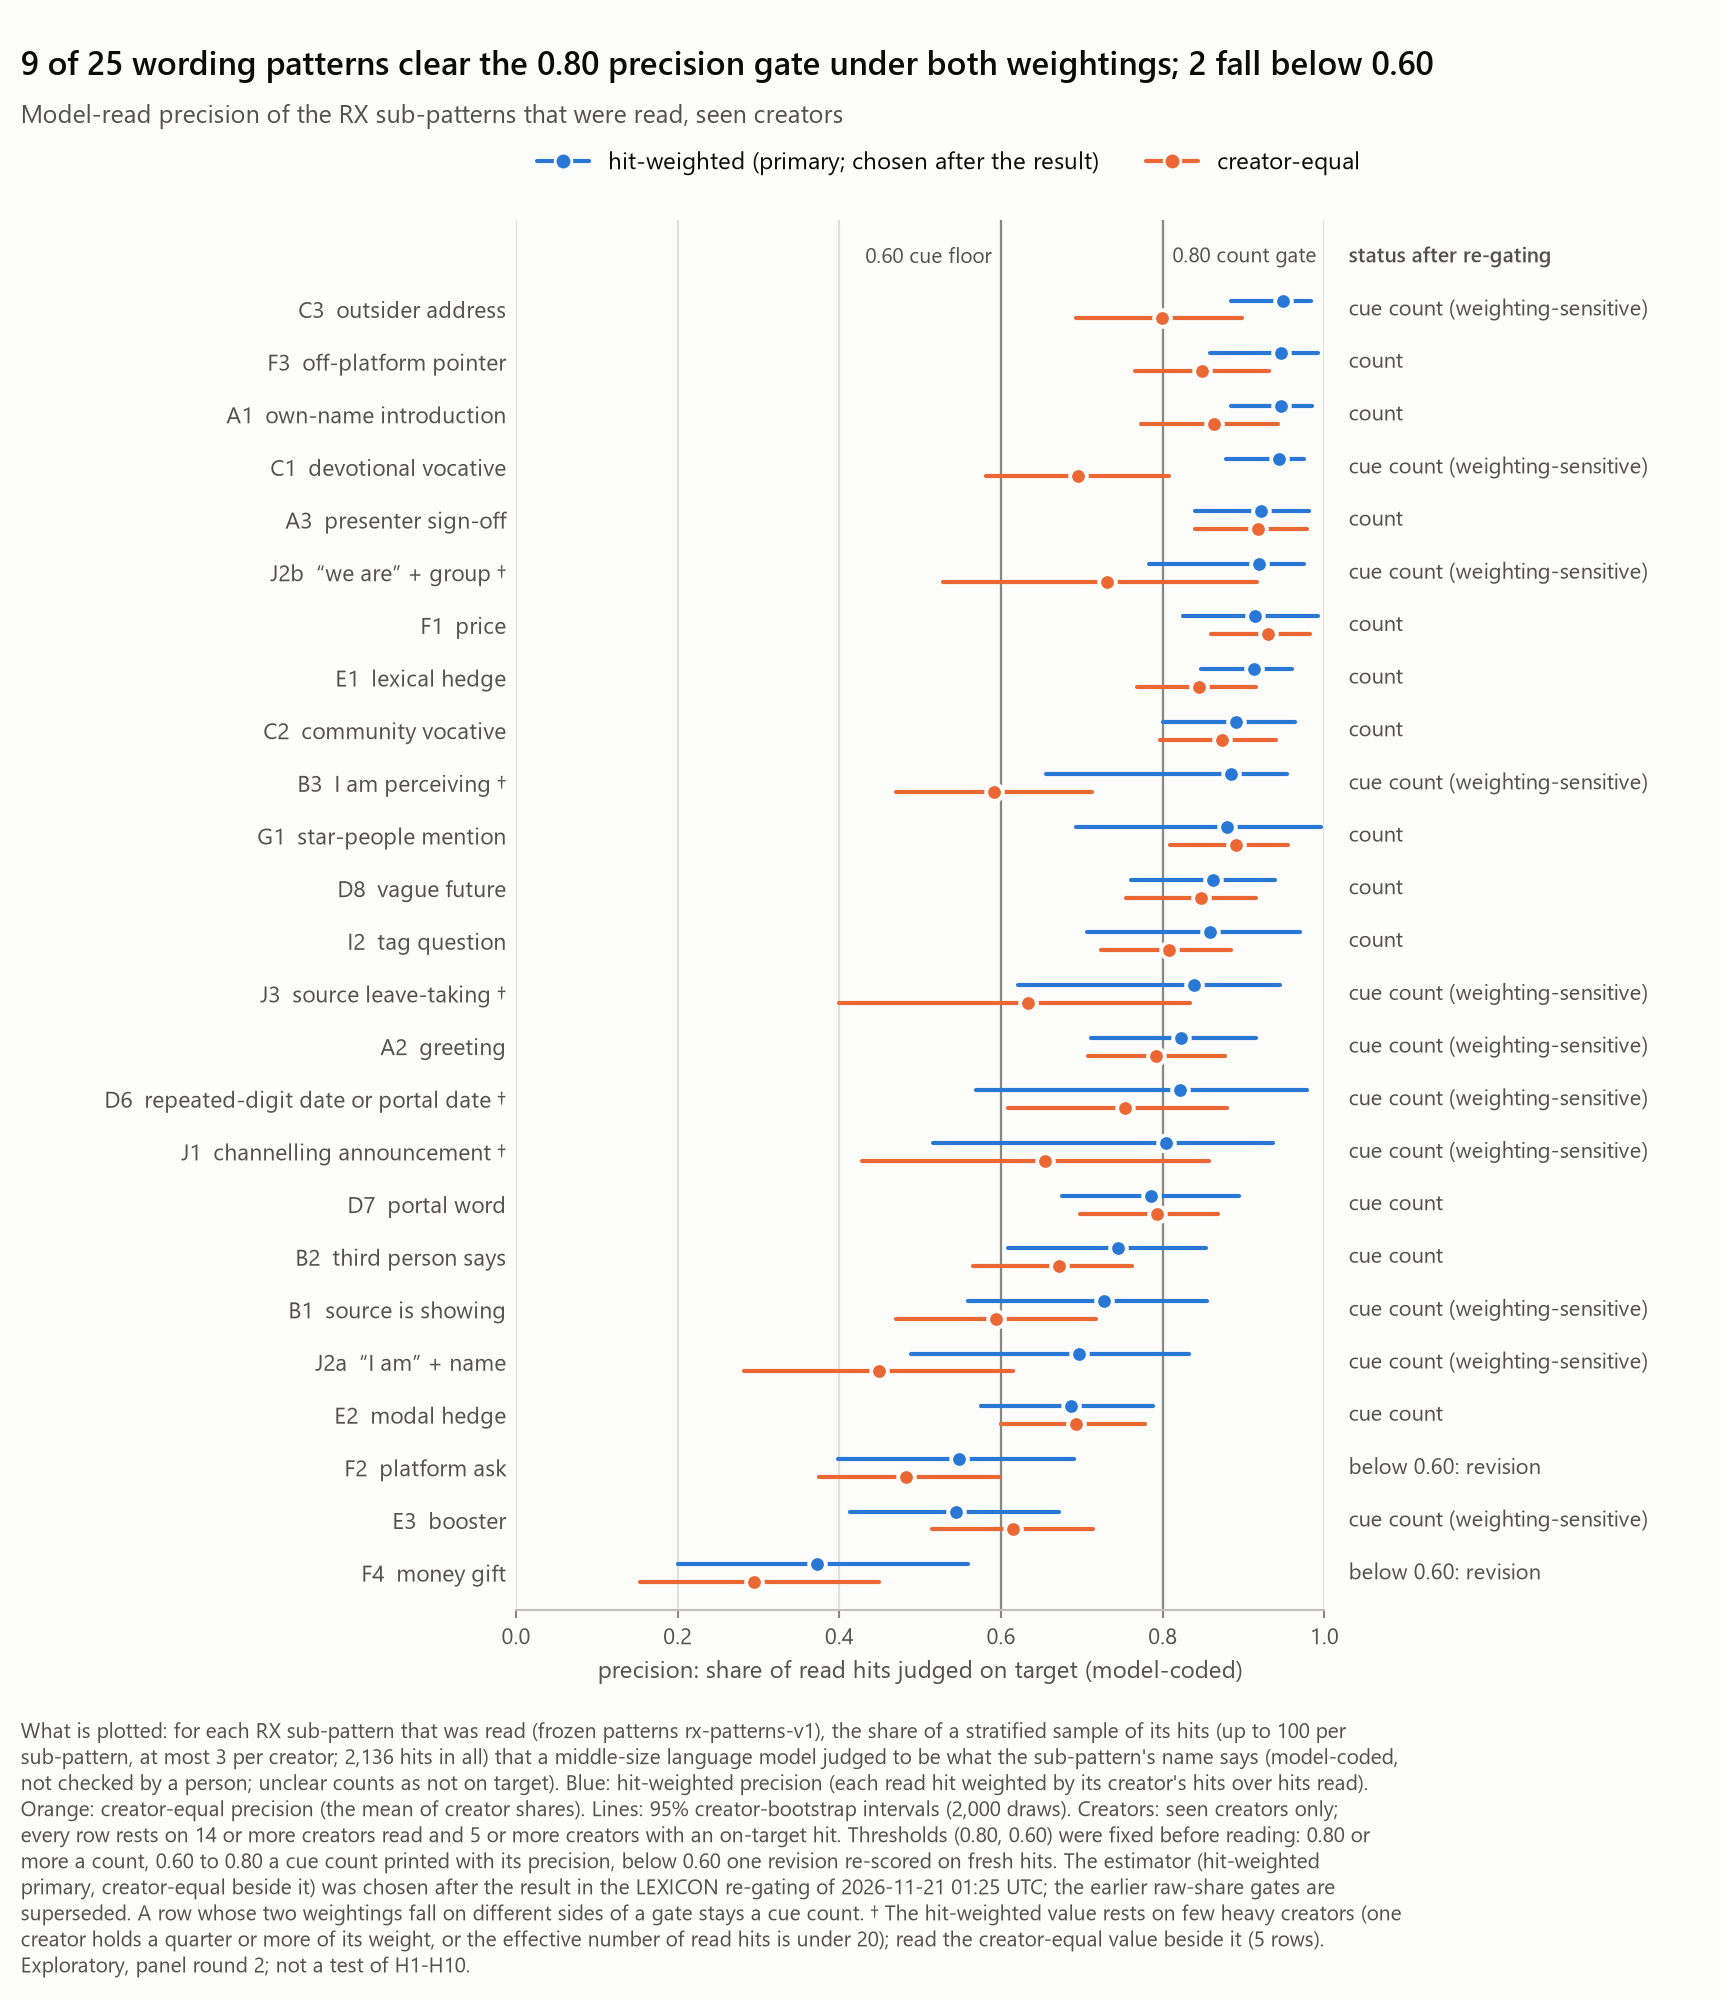 9 of 25 wording patterns clear the 0.80 precision gate under both weightings; 2 fall below 0.60
Model-read precision of the RX sub-patterns that were read, seen creators
hit-weighted (primary; chosen after the result)
creator-equal
0.60 cue floor
0.80 count gate
status after re-gating
C3 outsider address
cue count (weighting-sensitive)
F3 off-platform pointer
count
A1 own-name introduction
count
C1 devotional vocative
cue count (weighting-sensitive)
A3 presenter sign-off
count
J2b “we are” + group †
cue count (weighting-sensitive)
F1 price
count
E1 lexical hedge
count
C2 community vocative
count
B3 I am perceiving †
cue count (weighting-sensitive)
G1 star-people mention
count
D8 vague future
count
I2 tag question
count
J3 source leave-taking †
cue count (weighting-sensitive)
A2 greeting
cue count (weighting-sensitive)
D6 repeated-digit date or portal date †
cue count (weighting-sensitive)
J1 channelling announcement †
cue count (weighting-sensitive)
D7 portal word
cue count
B2 third person says
cue count
B1 source is showing
cue count (weighting-sensitive)
J2a “I am” + name
cue count (weighting-sensitive)
E2 modal hedge
cue count
F2 platform ask
below 0.60: revision
E3 booster
cue count (weighting-sensitive)
F4 money gift
below 0.60: revision
0.0 0.2 0.4 0.6 0.8 1.0
precision: share of read hits judged on target (model-coded)
What is plotted: for each RX sub-pattern that was read (frozen patterns rx-patterns-v1), the share of a stratified sample of its hits (up to 100 per
sub-pattern, at most 3 per creator; 2,136 hits in all) that a middle-size language model judged to be what the sub-pattern's name says (model-coded,
not checked by a person; unclear counts as not on target). Blue: hit-weighted precision (each read hit weighted by its creator's hits over hits read).
Orange: creator-equal precision (the mean of creator shares). Lines: 95% creator-bootstrap intervals (2,000 draws). Creators: seen creators only;
every row rests on 14 or more creators read and 5 or more creators with an on-target hit. Thresholds (0.80, 0.60) were fixed before reading: 0.80 or
more a count, 0.60 to 0.80 a cue count printed with its precision, below 0.60 one revision re-scored on fresh hits. The estimator (hit-weighted
primary, creator-equal beside it) was chosen after the result in the LEXICON re-gating of 2026-11-21 01:25 UTC; the earlier raw-share gates are
superseded. A row whose two weightings fall on different sides of a gate stays a cue count. † The hit-weighted value rests on few heavy creators (one
creator holds a quarter or more of its weight, or the effective number of read hits is under 20); read the creator-equal value beside it (5 rows).
Exploratory, panel round 2; not a test of H1-H10.